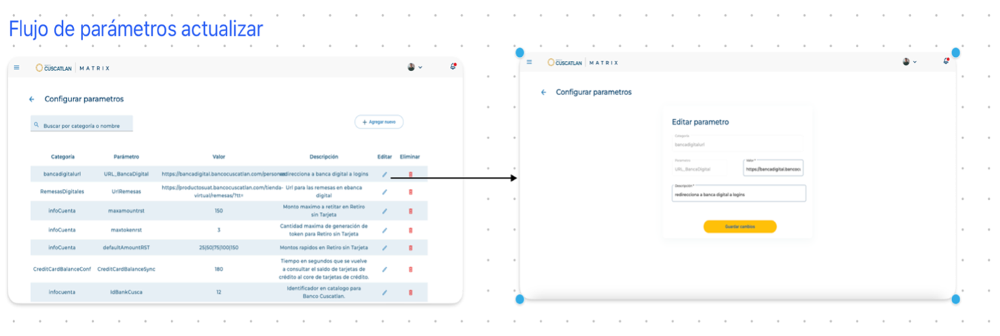 Flujo de parámetros actualizar
CUSCATLAN MATRIX
Configurar parametros
Buscar por categoría o nombre
+ Agregar nuevo
Categoría Parámetro Valor Descripción Editar Eliminar
bancadigitalurl URL_BancaDigital https://bancadigital.bancocuscatlan.com/persona redirecciona a banca digital a logins
RemesasDigitales UrlRemesas https://productosuat.bancocuscatlan.com/tienda- Url para las remesas en ebanca
virtual/remesas/?tt= digital
infoCuenta maxamountrst 150 Monto maximo a retitar en Retiro
sin Tarjeta
infoCuenta maxtokenrst 3 Cantidad maxima de generación de
token para Retiro sin Tarjeta
infoCuenta defaultAmountRST 25|50|75|100|150 Montos rapidos en Retiro sin Tarjeta
CreditCardBalanceConf CreditCardBalanceSync 180 Tiempo en segundos que se vuelve
a consultar el saldo de tarjetas de
crédito al core de tarjetas de crédito.
infocuenta IdBankCusca 12 Identificador en catalogo para
Banco Cuscatlan.
CUSCATLAN MATRIX
Configurar parametros
Editar parametro
Categoría
bancadigitalurl
Parámetro Valor *
URL_BancaDigital https://bancadigital.bancocu
Descripción *
redirecciona a banca digital a logins
Guardar cambios